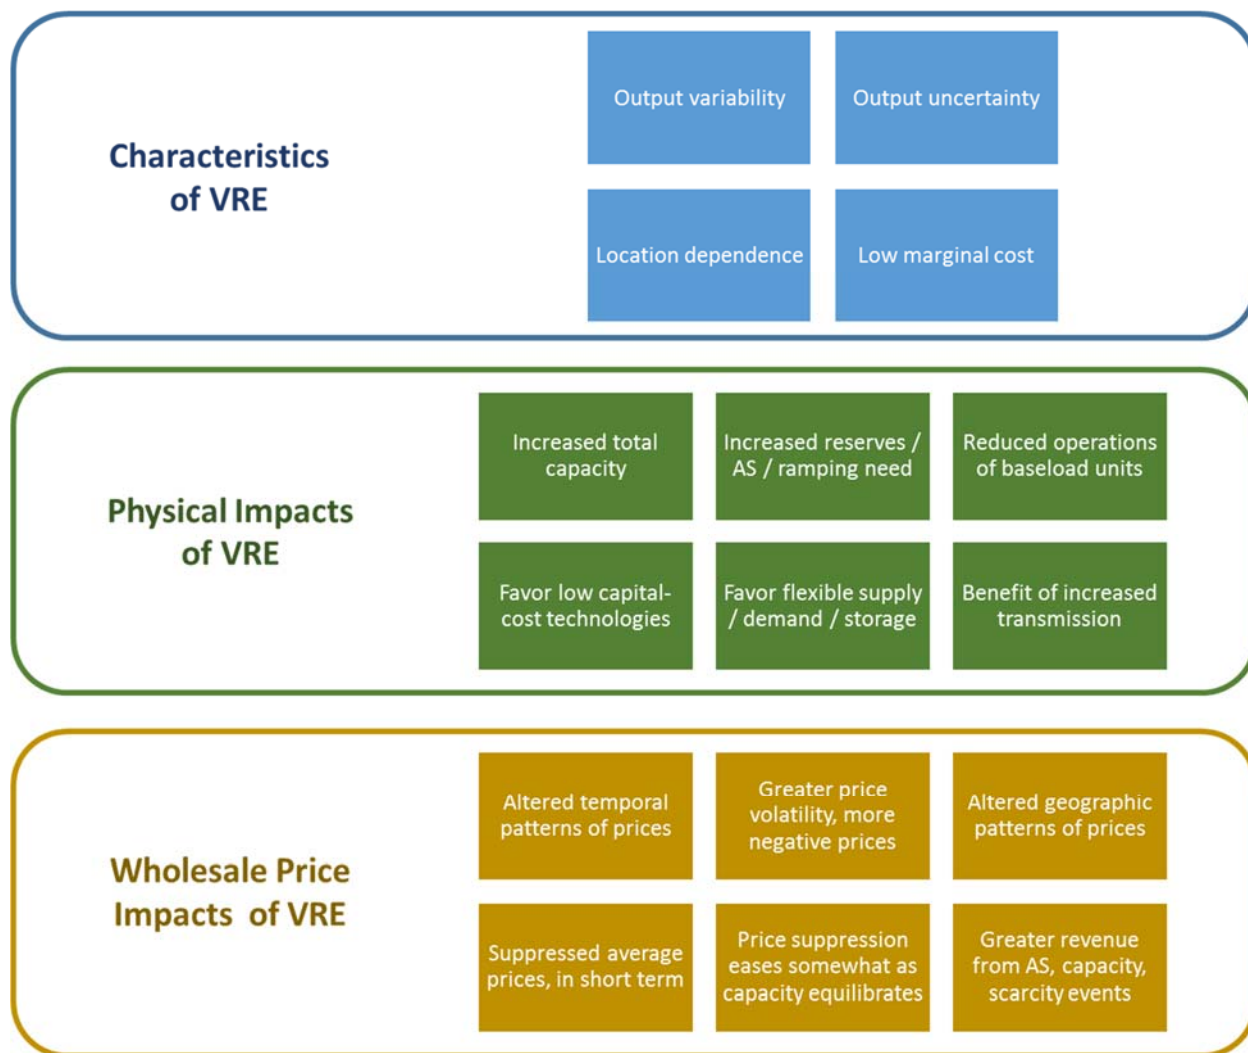 Characteristics
of VRE
Output variability
Output uncertainty
Location dependence
Low marginal cost
Physical Impacts
of VRE
Increased total
capacity
Increased reserves /
AS / ramping need
Reduced operations
of baseload units
Favor low capital-
cost technologies
Favor flexible supply
/ demand / storage
Benefit of increased
transmission
Wholesale Price
Impacts of VRE
Altered temporal
patterns of prices
Greater price
volatility, more
negative prices
Altered geographic
patterns of prices
Suppressed average
prices, in short term
Price suppression
eases somewhat as
capacity equilibrates
Greater revenue
from AS, capacity,
scarcity events